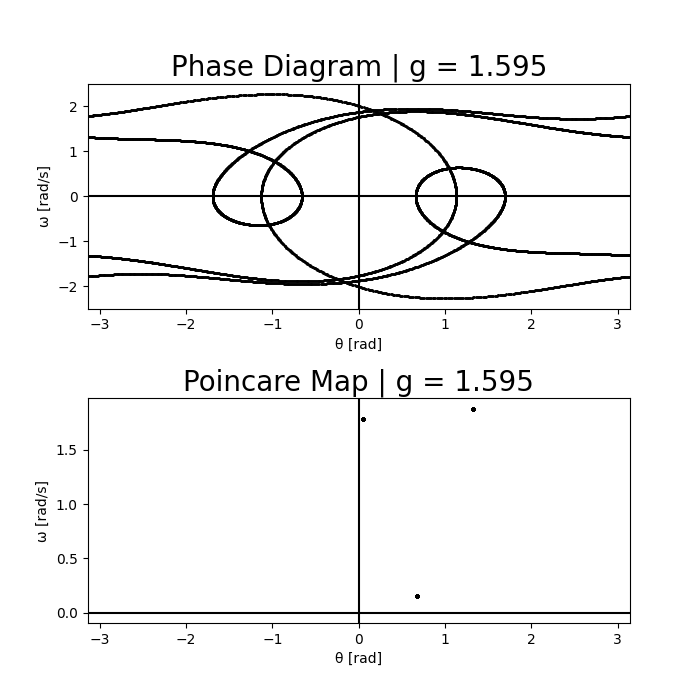 Phase Diagram | g = 1.595
2
1
0
−1
−2
ω [rad/s]
−3 −2 −1 0 1 2 3
θ [rad]
Poincare Map | g = 1.595
1.5
1.0
0.5
0.0
ω [rad/s]
−3 −2 −1 0 1 2 3
θ [rad]